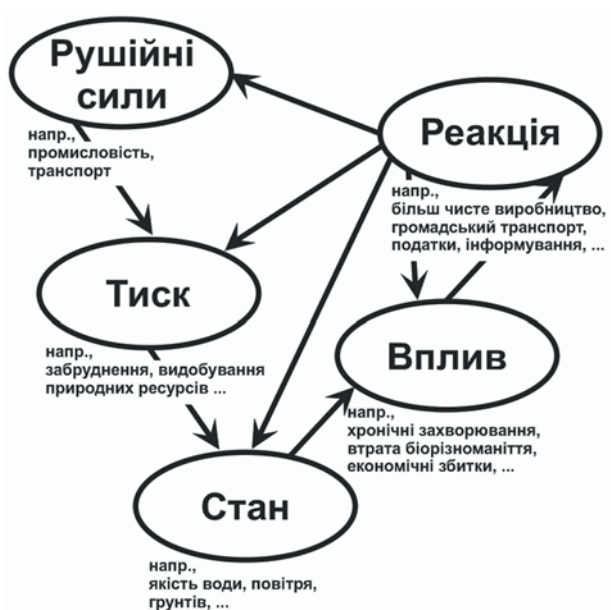 Рушійні
сили
напр.,
промисловість,
транспорт
Реакція
напр.,
більш чисте виробництво,
громадський транспорт,
податки, інформування, ...
Тиск
напр.,
забруднення, видобування
природних ресурсів ...
Вплив
напр.,
хронічні захворювання,
втрата біорізноманіття,
економічні збитки, ...
Стан
напр.,
якість води, повітря,
грунтів, ...